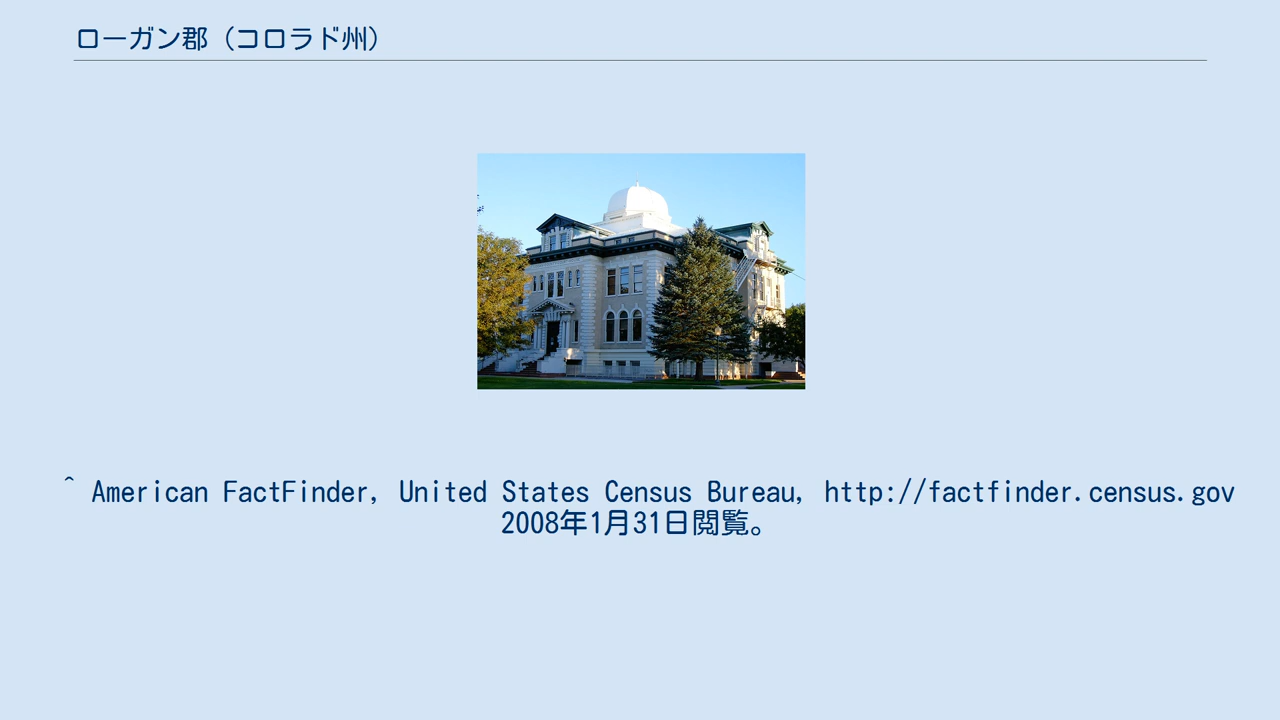 ローガン郡（コロラド州）
^ American FactFinder, United States Census Bureau, http://factfinder.census.gov
2008年1月31日閲覧。